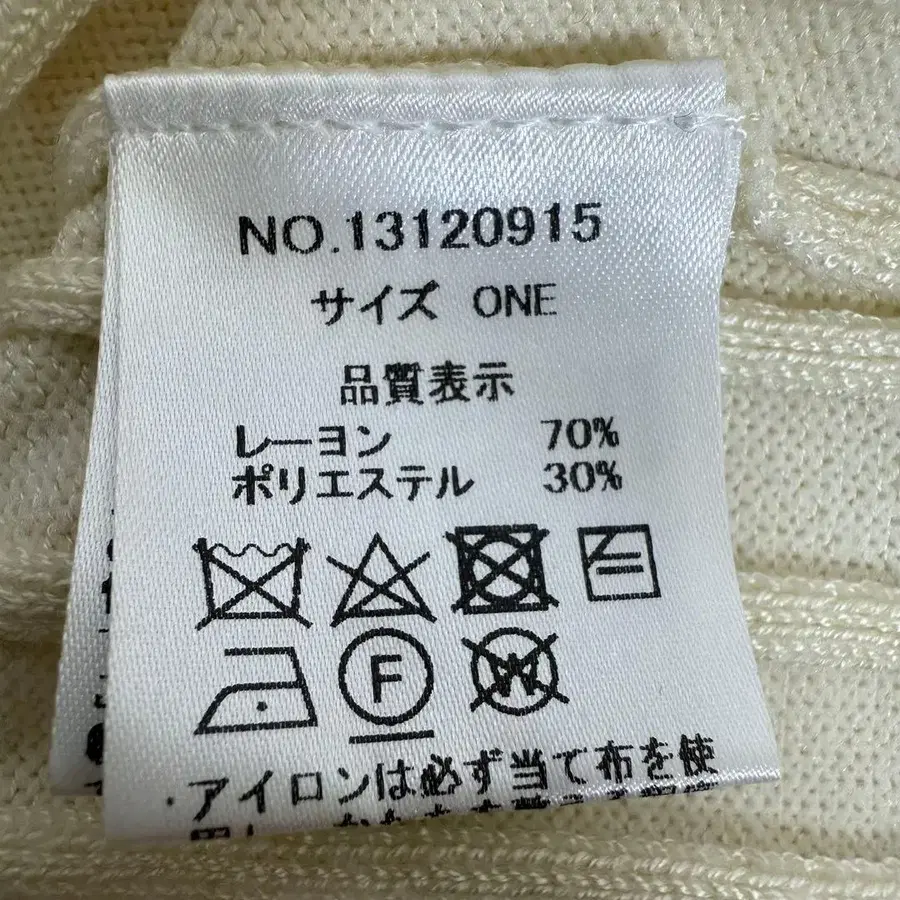 NO.13120915
サイズ ONE
品質表示
レーヨン 70%
ポリエステル 30%
F
W
・アイロンは必ず当て布を使